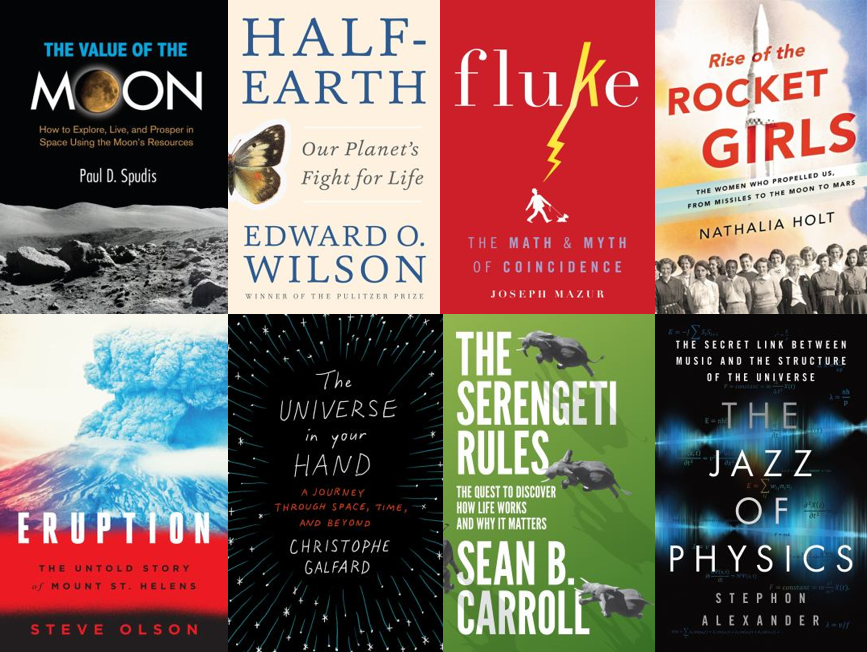 THE VALUE OF THE
MOON
How to Explore, Live, and Prosper in
Space Using the Moon's Resources
Paul D. Spudis
HALF-
EARTH
Our Planet's
Fight for Life
EDWARD O.
WILSON
WINNER OF THE PULITZER PRIZE
fluke
THE MATH & MYTH
OF COINCIDENCE
JOSEPH MAZUR
Rise of the
ROCKET
GIRLS
THE WOMEN WHO PROPELLED US,
FROM MISSILES TO THE MOON TO MARS
NATHALIA HOLT
ERUPTION
THE UNTOLD STORY
of MOUNT ST. HELENS
STEVE OLSON
The
UNIVERSE
in your
HAND
A JOURNEY
THROUGH SPACE, TIME,
AND BEYOND
CHRISTOPHE
GALFARD
THE
SERENGETI
RULES
THE QUEST TO DISCOVER
HOW LIFE WORKS
AND WHY IT MATTERS
SEAN B.
CARROLL
THE SECRET LINK BETWEEN
MUSIC AND THE STRUCTURE
OF THE UNIVERSE
THE
JAZZ
OF
PHYSICS
STEPHON
ALEXANDER